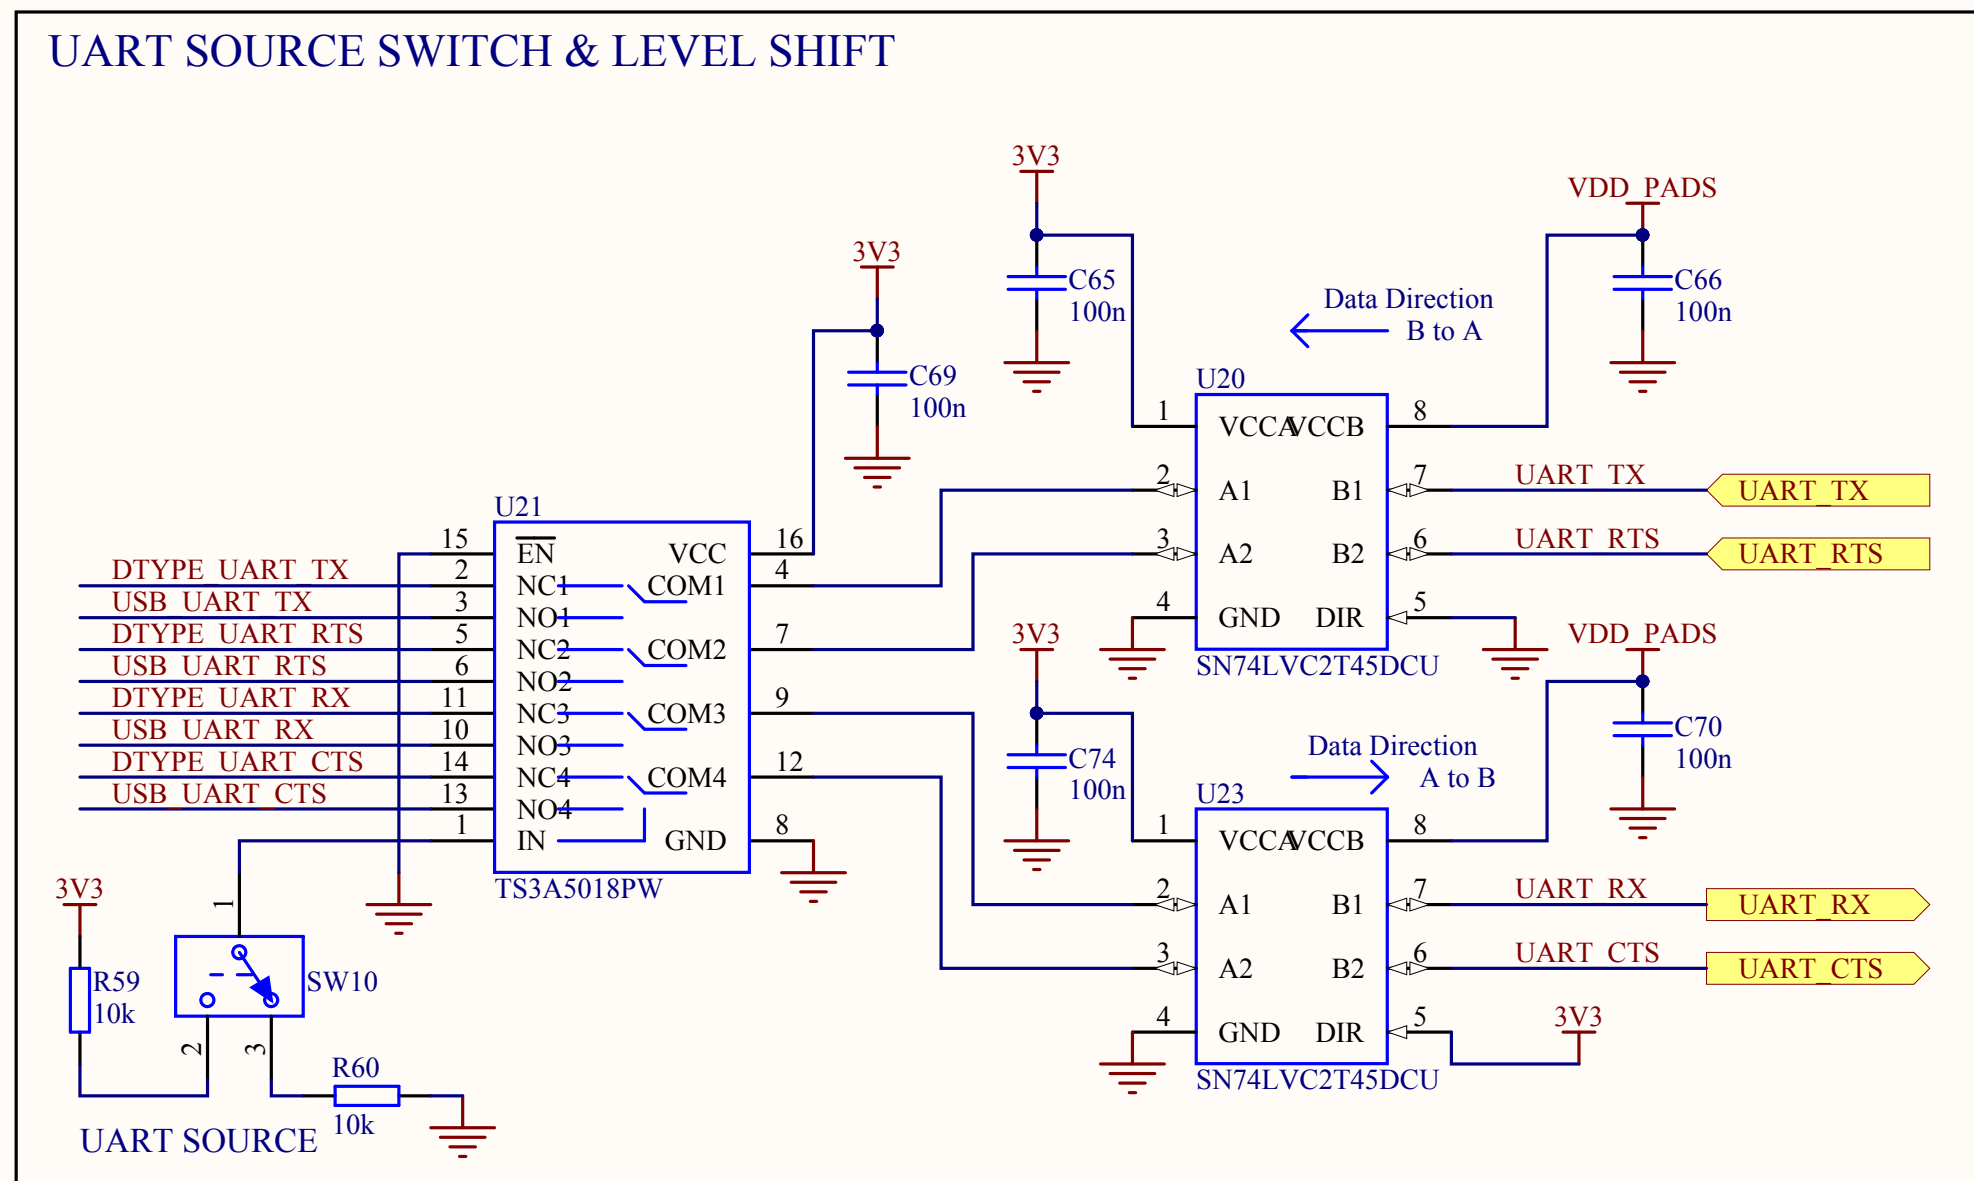 UART SOURCE SWITCH & LEVEL SHIFT
3V3
VDD_PADS
3V3
C65
100n
Data Direction
B to A
C66
100n
C69
100n
U20
1 VCCA VCCB 8
2 A1 B1 7 UART_TX UART_TX
3 A2 B2 6 UART_RTS UART_RTS
4 GND DIR 5
SN74LVC2T45DCU
U21
15 EN VCC 16
DTYPE_UART_TX 2 NC1 COM1 4
USB_UART_TX 3 NO1
DTYPE_UART_RTS 5 NC2 COM2 7
USB_UART_RTS 6 NO2
DTYPE_UART_RX 11 NC3 COM3 9
USB_UART_RX 10 NO3
DTYPE_UART_CTS 14 NC4 COM4 12
USB_UART_CTS 13 NO4
1 IN GND 8
TS3A5018PW
3V3
VDD_PADS
C74
100n
Data Direction
A to B
C70
100n
U23
1 VCCA VCCB 8
2 A1 B1 7 UART_RX UART_RX
3 A2 B2 6 UART_CTS UART_CTS
4 GND DIR 5 3V3
SN74LVC2T45DCU
3V3
R59
10k
1
SW10
2
3
R60
10k
UART SOURCE